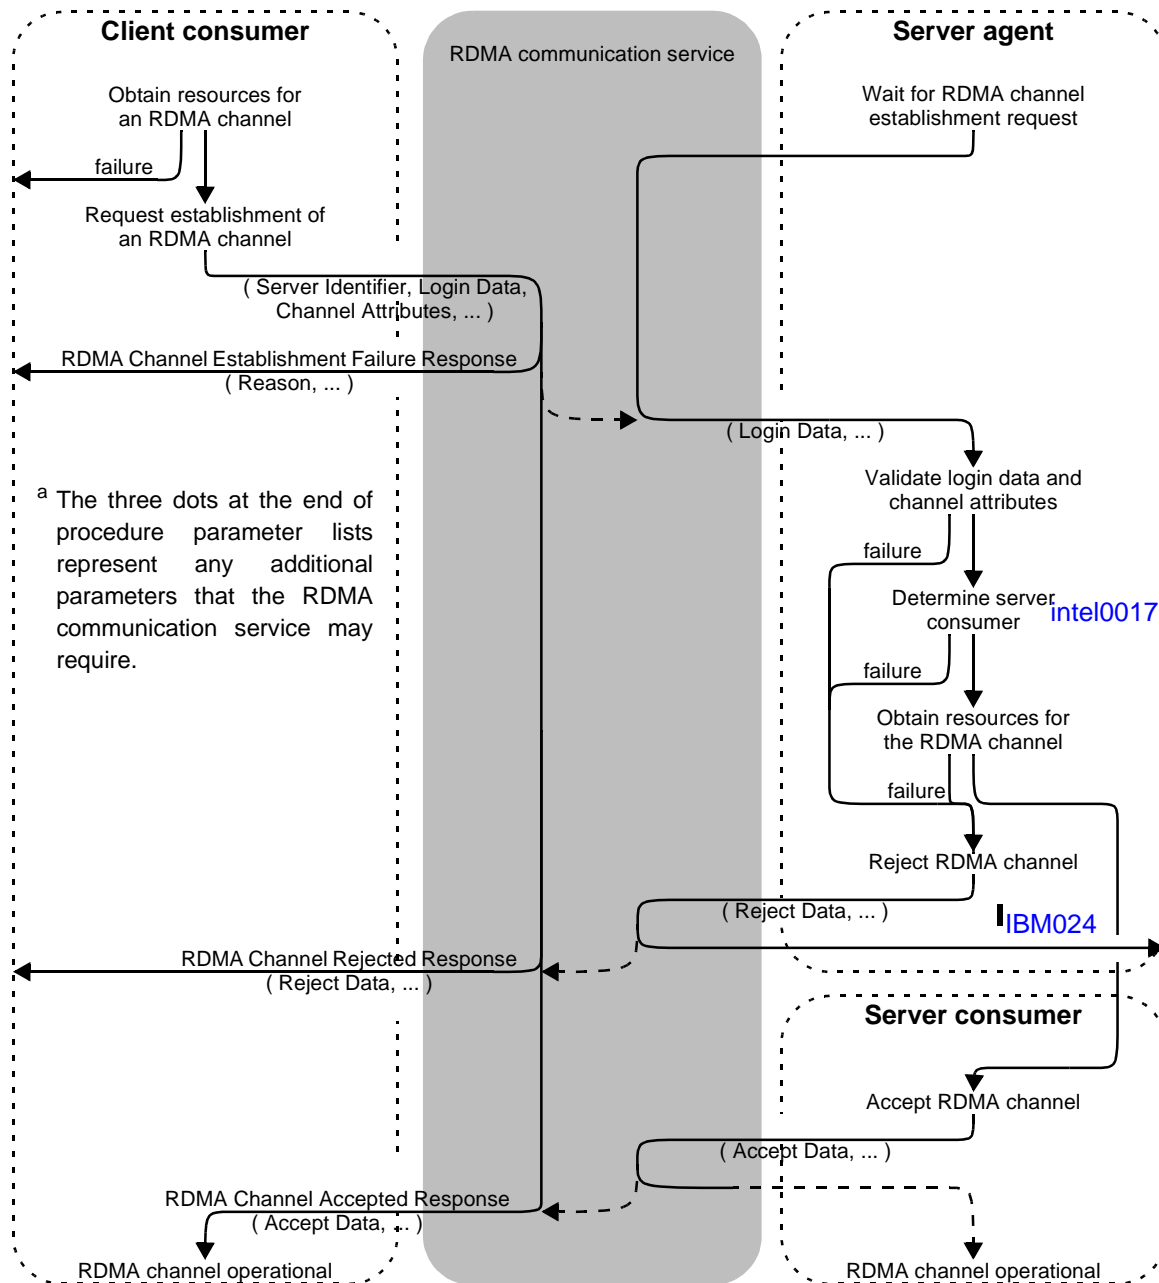 Client consumer
RDMA communication service
Server agent
Obtain resources for
an RDMA channel
Wait for RDMA channel
establishment request
failure
Request establishment of
an RDMA channel
( Server Identifier, Login Data,
Channel Attributes, ... )
RDMA Channel Establishment Failure Response
( Reason, ... )
( Login Data, ... )
Validate login data and
channel attributes
a The three dots at the end of
procedure parameter lists
represent any additional
parameters that the RDMA
communication service may
require.
failure
Determine server
consumer
intel0017
failure
Obtain resources for
the RDMA channel
failure
Reject RDMA channel
( Reject Data, ... )
IBM024
RDMA Channel Rejected Response
( Reject Data, ... )
Server consumer
Accept RDMA channel
( Accept Data, ... )
RDMA Channel Accepted Response
( Accept Data, ... )
RDMA channel operational
RDMA channel operational